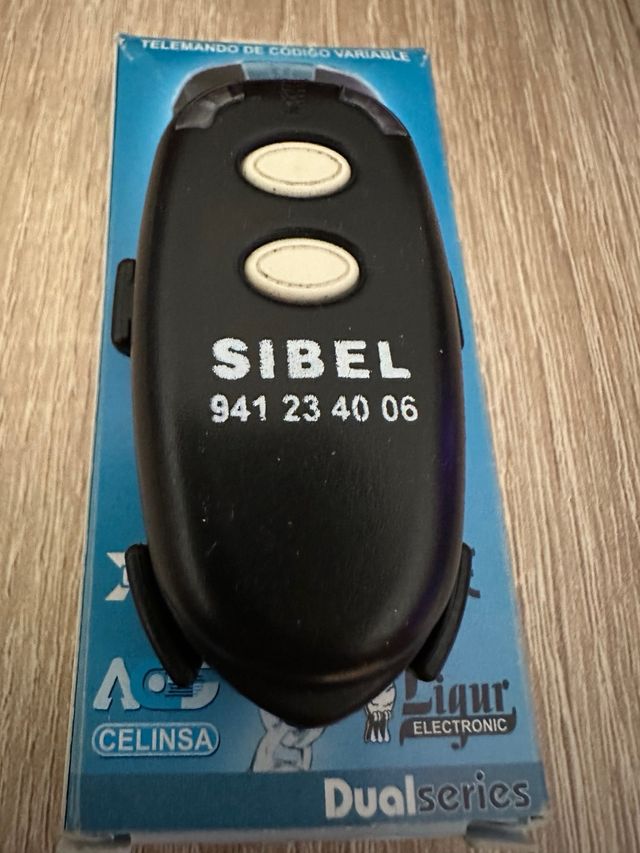 TELEMANDO DE CÓDIGO VARIABLE
SIBEL
941 23 40 06
CELINSA
Ligur
ELECTRONIC
Dualseries